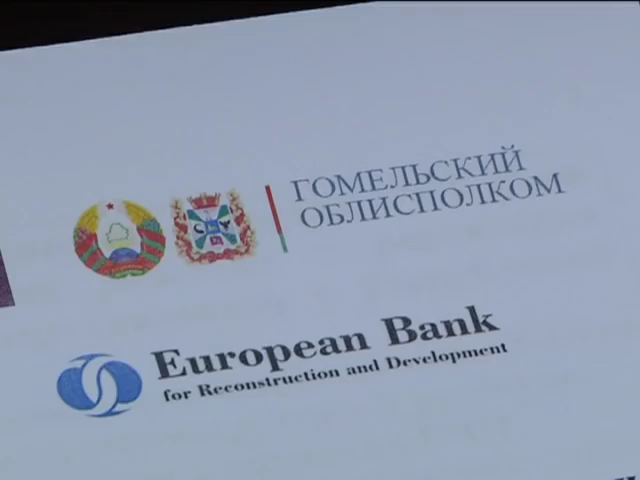 ГОМЕЛЬСКИЙ
ОБЛИСПОЛКОМ
European Bank
for Reconstruction and Development